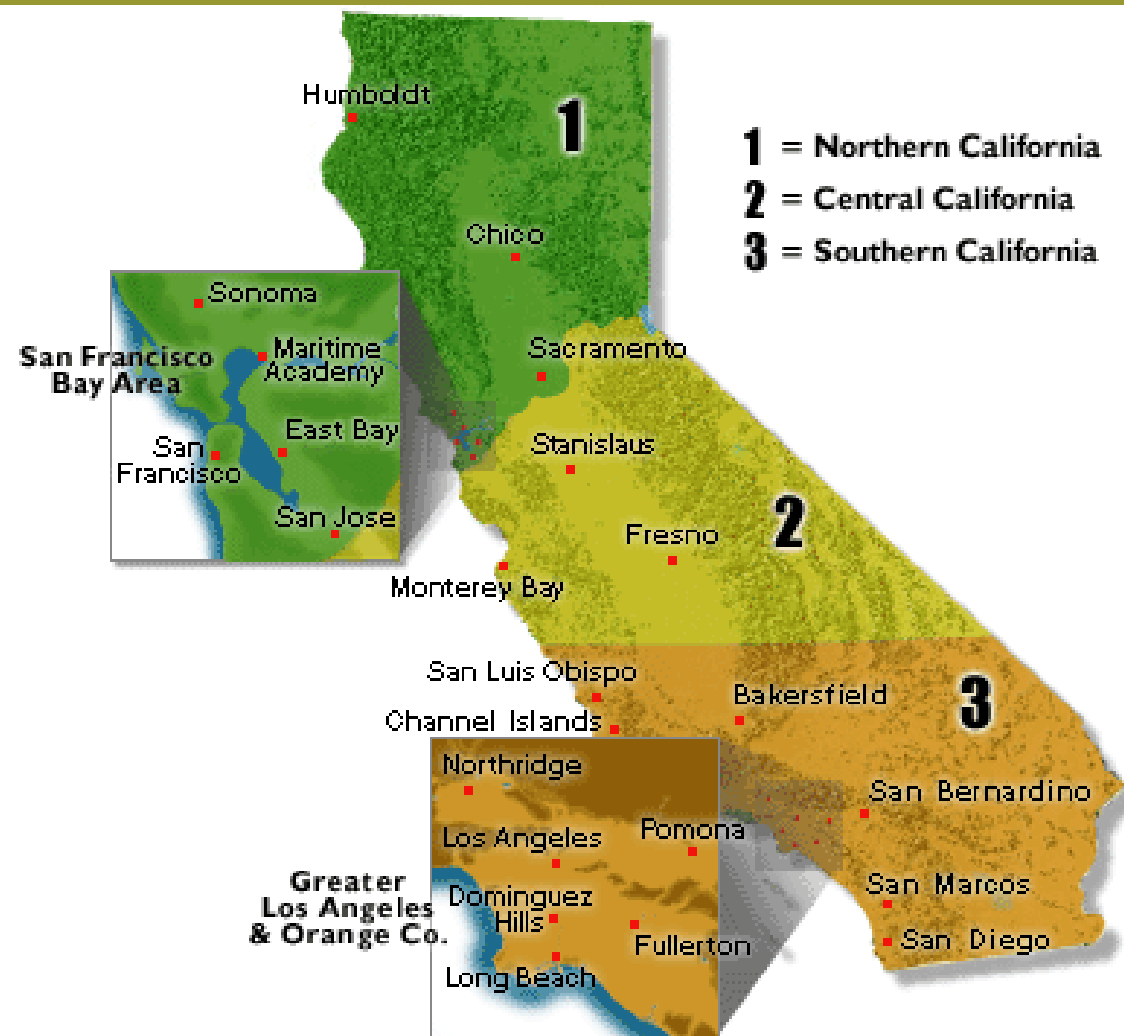 Humboldt
1
1 = Northern California
2 = Central California
3 = Southern California
Chico
Sonoma
San Francisco
Bay Area
Maritime
Academy
Sacramento
East Bay
San
Francisco
Stanislaus
San Jose
2
Fresno
Monterey Bay
San Luis Obispo
Bakersfield
3
Channel Islands
Northridge
San Bernardino
Los Angeles
Pomona
Greater
Los Angeles
& Orange Co.
Dominguez
Hills
San Marcos
Fullerton
San Diego
Long Beach